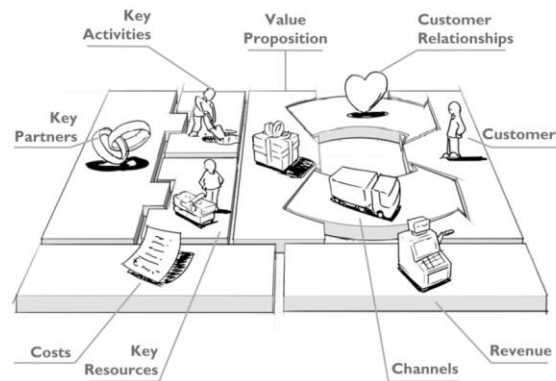 Key
Activities
Value
Proposition
Customer
Relationships
Key
Partners
Customer
Costs
Key
Resources
Channels
Revenue